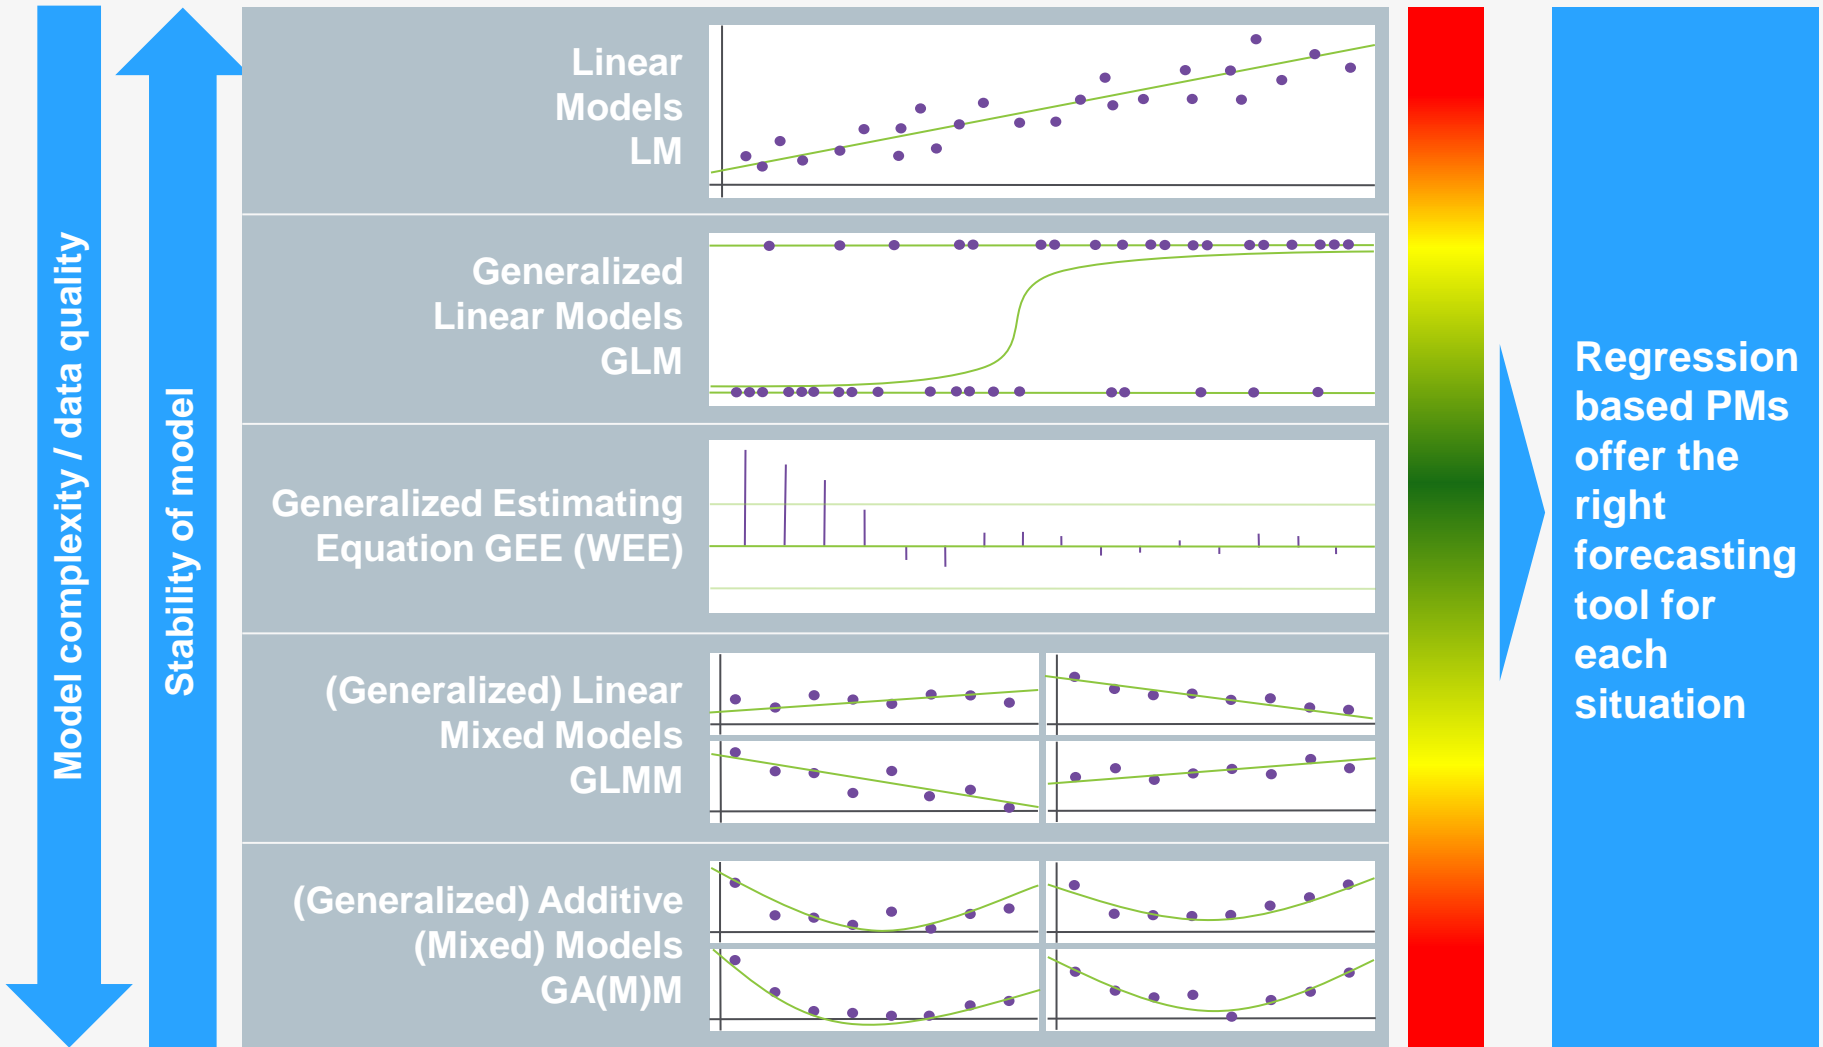 Model complexity / data quality
Stability of model
Linear
Models
LM
Generalized
Linear Models
GLM
Generalized Estimating
Equation GEE (WEE)
(Generalized) Linear
Mixed Models
GLMM
(Generalized) Additive
(Mixed) Models
GA(M)M
Regression
based PMs
offer the
right
forecasting
tool for
each
situation